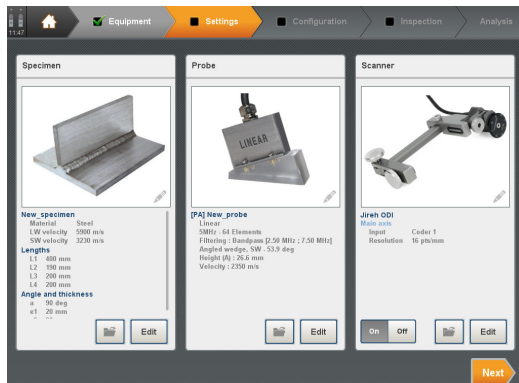 11:47
Equipment
Settings
Configuration
Inspection
Analysis
Specimen
New_specimen
Material Steel
LW velocity 5900 m/s
SW velocity 3230 m/s
Lengths
L1 400 mm
L2 190 mm
L3 200 mm
L4 200 mm
Angle and thickness
a 90 deg
e1 20 mm
Edit
Probe
LINEAR
[PA] New_probe
Linear
5MHz - 64 Elements
Filtering : Bandpass [2.50 MHz ; 7.50 MHz]
Angled wedge, SW - 53.9 deg
Height (A) : 26.6 mm
Velocity : 2350 m/s
Edit
Scanner
Jireh ODI
Main axis
Input Coder 1
Resolution 16 pts/mm
On Off
Edit
Next